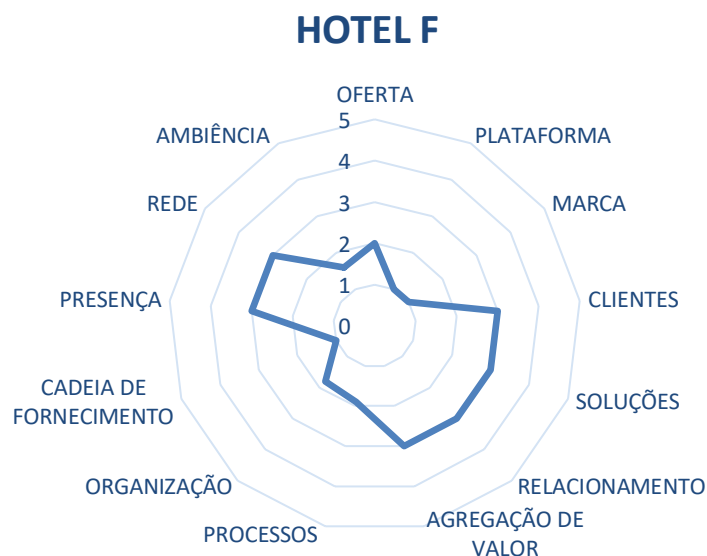 HOTEL F
OFERTA
PLATAFORMA
MARCA
CLIENTES
SOLUÇÕES
RELACIONAMENTO
AGREGAÇÃO DE
VALOR
PROCESSOS
ORGANIZAÇÃO
CADEIA DE
FORNECIMENTO
PRESENÇA
REDE
AMBIÊNCIA
5
4
3
2
1
0